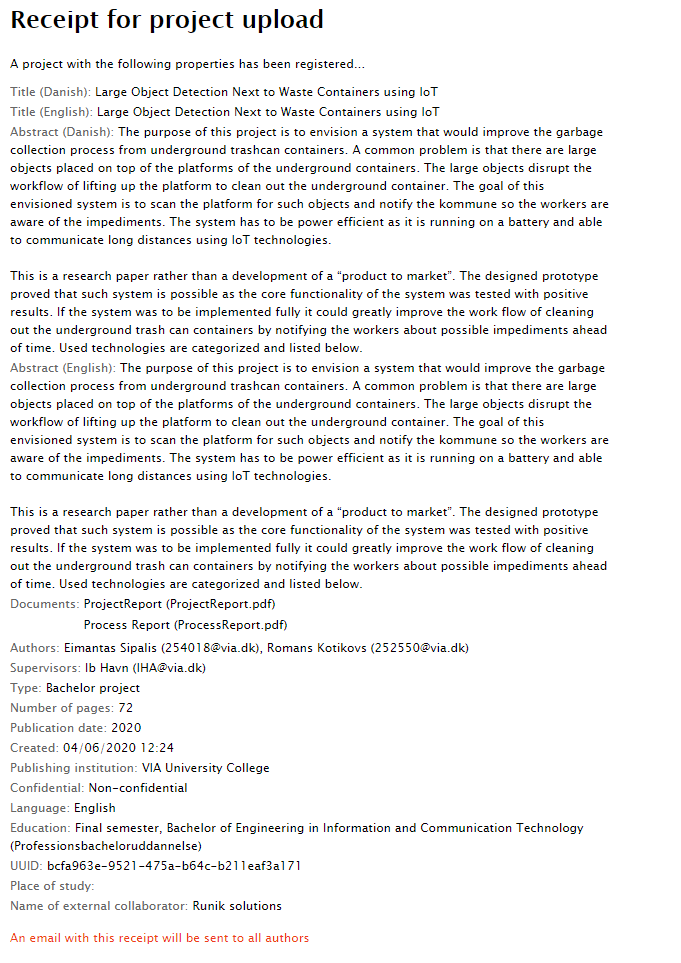 Receipt for project upload
A project with the following properties has been registered...
Title (Danish): Large Object Detection Next to Waste Containers using IoT
Title (English): Large Object Detection Next to Waste Containers using IoT
Abstract (Danish): The purpose of this project is to envision a system that would improve the garbage
collection process from underground trashcan containers. A common problem is that there are large
objects placed on top of the platforms of the underground containers. The large objects disrupt the
workflow of lifting up the platform to clean out the underground container. The goal of this
envisioned system is to scan the platform for such objects and notify the kommune so the workers are
aware of the impediments. The system has to be power efficient as it is running on a battery and able
to communicate long distances using IoT technologies.
This is a research paper rather than a development of a “product to market”. The designed prototype
proved that such system is possible as the core functionality of the system was tested with positive
results. If the system was to be implemented fully it could greatly improve the work flow of cleaning
out the underground trash can containers by notifying the workers about possible impediments ahead
of time. Used technologies are categorized and listed below.
Abstract (English): The purpose of this project is to envision a system that would improve the garbage
collection process from underground trashcan containers. A common problem is that there are large
objects placed on top of the platforms of the underground containers. The large objects disrupt the
workflow of lifting up the platform to clean out the underground container. The goal of this
envisioned system is to scan the platform for such objects and notify the kommune so the workers are
aware of the impediments. The system has to be power efficient as it is running on a battery and able
to communicate long distances using IoT technologies.
This is a research paper rather than a development of a “product to market”. The designed prototype
proved that such system is possible as the core functionality of the system was tested with positive
results. If the system was to be implemented fully it could greatly improve the work flow of cleaning
out the underground trash can containers by notifying the workers about possible impediments ahead
of time. Used technologies are categorized and listed below.
Documents: ProjectReport (ProjectReport.pdf)
Process Report (ProcessReport.pdf)
Authors: Eimantas Sipalis (254018@via.dk), Romans Kotikovs (252550@via.dk)
Supervisors: Ib Havn (IHA@via.dk)
Type: Bachelor project
Number of pages: 72
Publication date: 2020
Created: 04/06/2020 12:24
Publishing institution: VIA University College
Confidential: Non-confidential
Language: English
Education: Final semester, Bachelor of Engineering in Information and Communication Technology
(Professionsbacheloruddannelse)
UUID: bcfa963e-9521-475a-b64c-b211eaf3a171
Place of study:
Name of external collaborator: Runik solutions
An email with this receipt will be sent to all authors